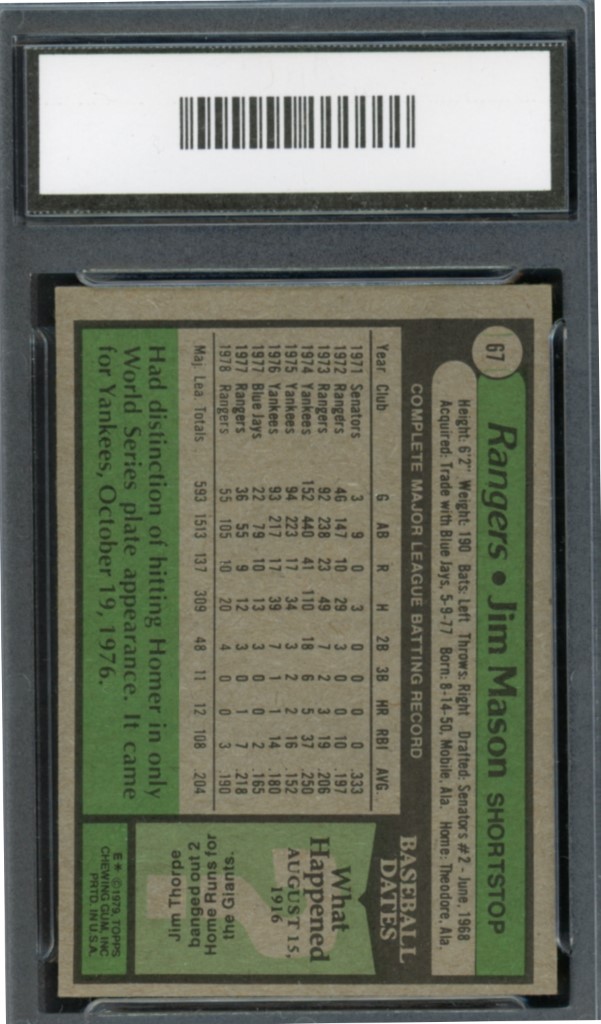 67
Rangers • Jim Mason SHORTSTOP
Height: 6'2" Weight: 190 Bats: Left Throws: Right Drafted: Senators #2 - June, 1968
Acquired: Trade with Blue Jays, 5-9-77 Born: 8-14-50, Mobile, Ala. Home: Theodore, Ala.
COMPLETE MAJOR LEAGUE BATTING RECORD
Year Club G AB R H 2B 3B HR RBI AVG.
1971 Senators 3 9 0 3 0 0 0 0 .333
1972 Rangers 46 147 10 29 3 0 0 10 .197
1973 Rangers 92 238 23 49 7 2 3 19 .206
1974 Yankees 152 440 41 110 18 6 5 37 .250
1975 Yankees 94 223 17 34 3 2 2 16 .152
1976 Yankees 93 217 17 39 7 1 1 14 .180
1977 Blue Jays 22 79 10 13 3 0 0 2 .165
1977 Rangers 36 55 9 12 3 0 1 7 .218
1978 Rangers 55 105 10 20 4 0 0 3 .190
Maj. Lea. Totals 593 1513 137 309 48 11 12 108 .204
Had distinction of hitting Homer in only
World Series plate appearance. It came
for Yankees, October 19, 1976.
BASEBALL
DATES
What
Happened
AUGUST 15,
1916
?
Jim Thorpe
banged out 2
Home Runs for
the Giants.
E* ©1979, TOPPS
CHEWING GUM, INC
PRTD. IN U.S.A.